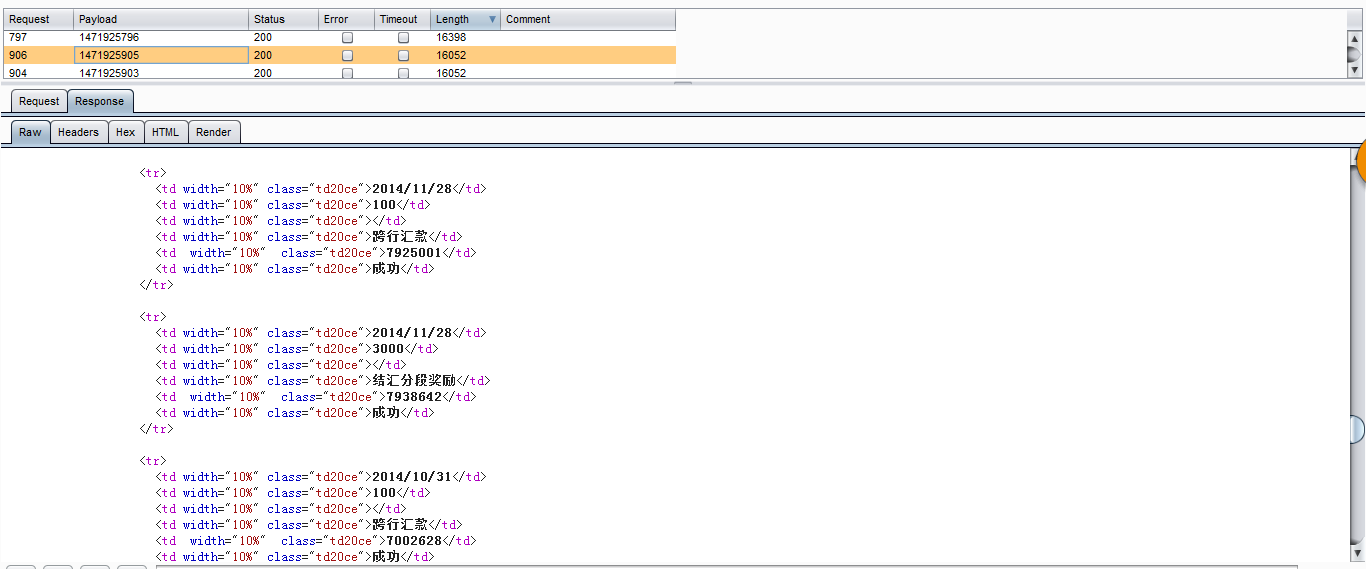 Request Payload Status Error Timeout Length Comment
797 1471925796 200 16398
906 1471925905 200 16052
904 1471925903 200 16052
Request Response
Raw Headers Hex HTML Render
<tr>
<td width="10%" class="td20ce">2014/11/28</td>
<td width="10%" class="td20ce">100</td>
<td width="10%" class="td20ce"></td>
<td width="10%" class="td20ce">跨行汇款</td>
<td  width="10%"  class="td20ce">7925001</td>
<td width="10%" class="td20ce">成功</td>
</tr>
<tr>
<td width="10%" class="td20ce">2014/11/28</td>
<td width="10%" class="td20ce">3000</td>
<td width="10%" class="td20ce"></td>
<td width="10%" class="td20ce">结汇分段奖励</td>
<td  width="10%"  class="td20ce">7938642</td>
<td width="10%" class="td20ce">成功</td>
</tr>
<tr>
<td width="10%" class="td20ce">2014/10/31</td>
<td width="10%" class="td20ce">100</td>
<td width="10%" class="td20ce"></td>
<td width="10%" class="td20ce">跨行汇款</td>
<td  width="10%"  class="td20ce">7002628</td>
<td width="10%" class="td20ce">成功</td>